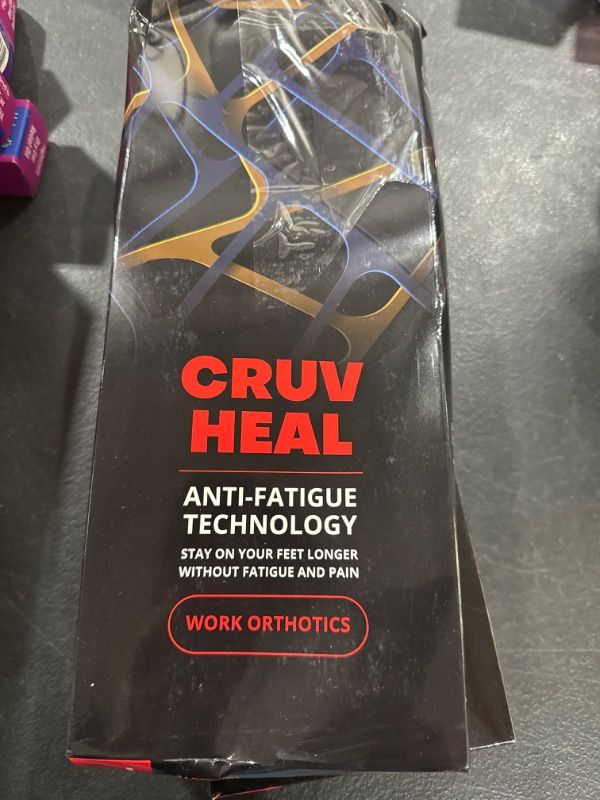 CRUV
HEAL
ANTI-FATIGUE
TECHNOLOGY
STAY ON YOUR FEET LONGER
WITHOUT FATIGUE AND PAIN
WORK ORTHOTICS